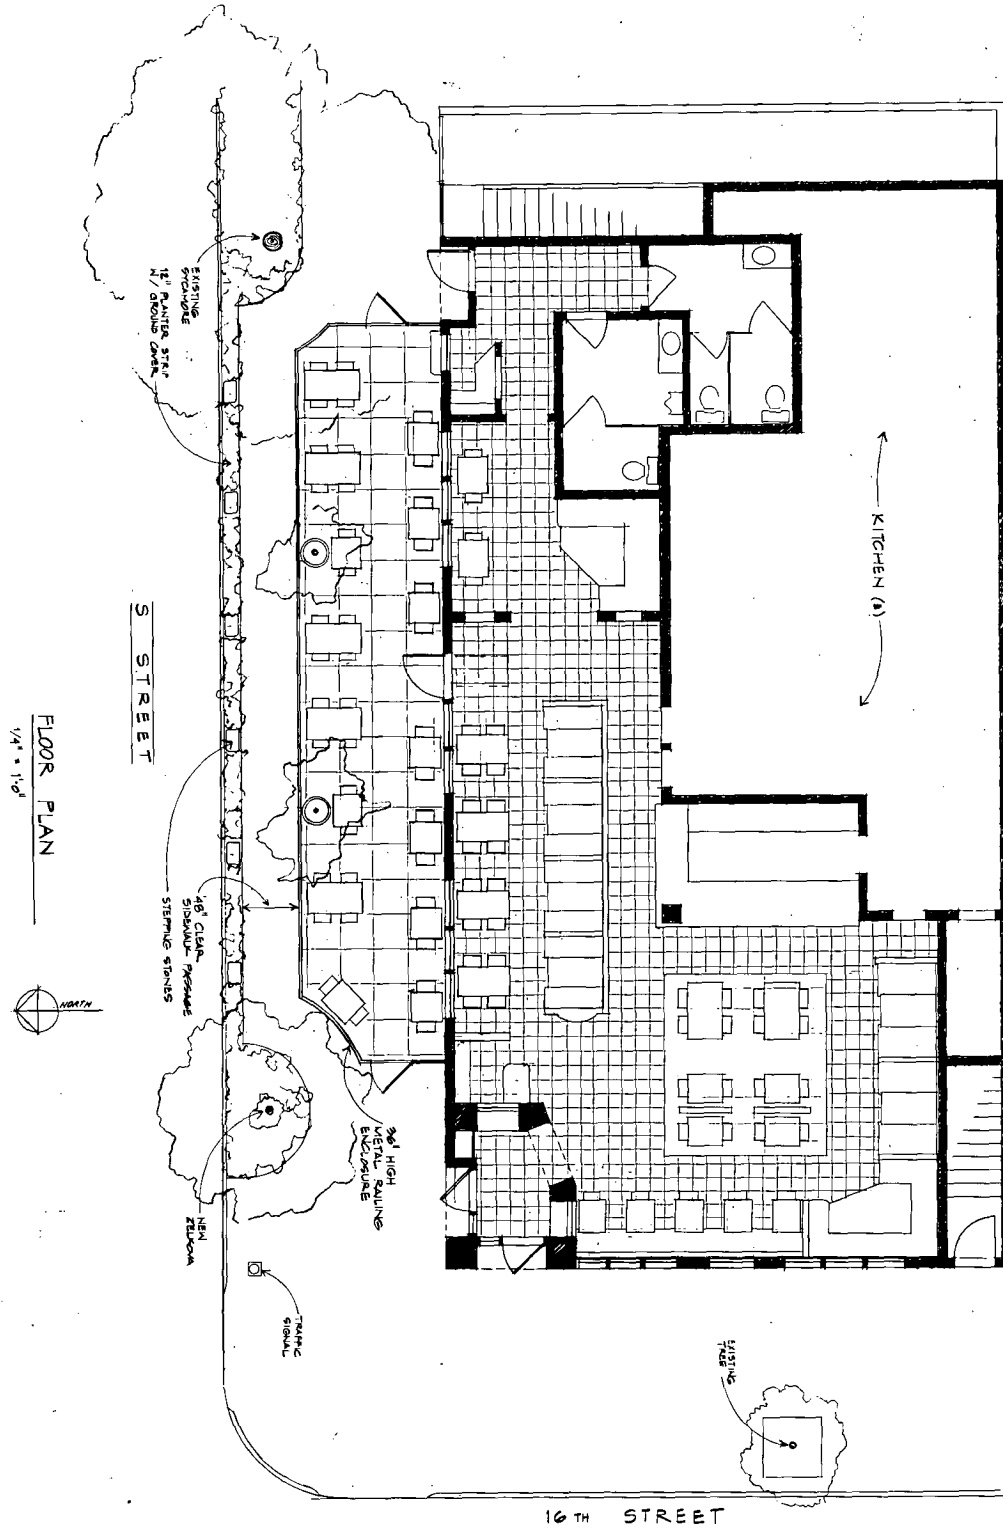 EXISTING
SYCAMORE
12" PLANTER STRIP
W/ GROUND COVER
KITCHEN (E)
S STREET
FLOOR PLAN
1/4" = 1'-0"
48" CLEAR
SIDEWALK PASSAGE
STEPPING STONES
NORTH
36" HIGH
METAL RAILING
ENCLOSURE
NEW
ZELKOVA
TRAFFIC
SIGNAL
EXISTING
TREE
16TH STREET